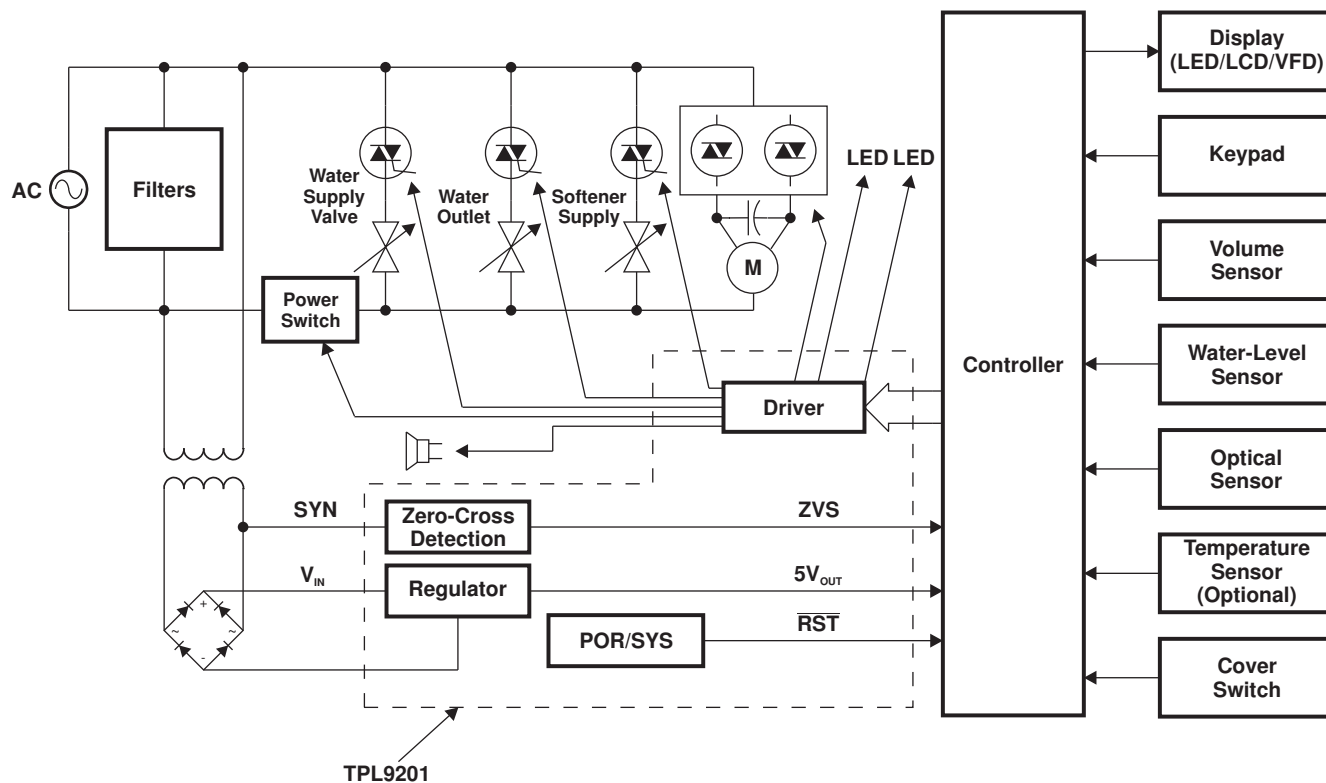 AC
Filters
Water
Supply
Valve
Water
Outlet
Softener
Supply
M
LED LED
Power
Switch
Driver
Controller
Display
(LED/LCD/VFD)
Keypad
Volume
Sensor
Water-Level
Sensor
Optical
Sensor
Temperature
Sensor
(Optional)
Cover
Switch
SYN
Zero-Cross
Detection
ZVS
VIN
Regulator
5VOUT
POR/SYS
RST
+
~
~
-
TPL9201